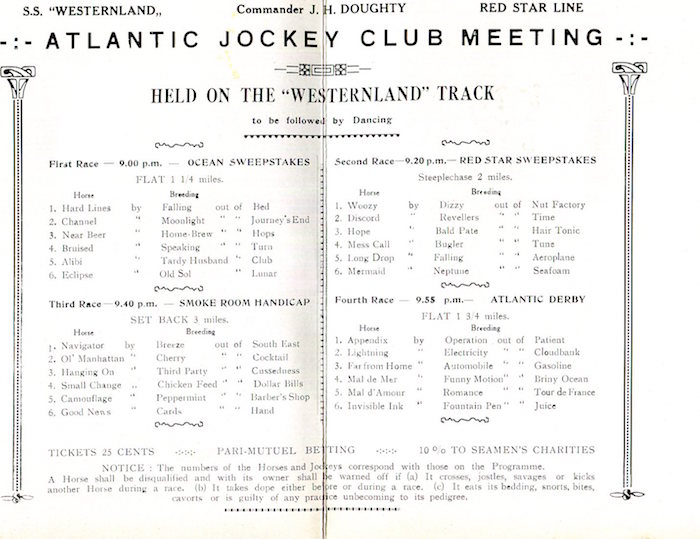 S.S. "WESTERNLAND„ Commander J. H. DOUGHTY RED STAR LINE
-:- ATLANTIC JOCKEY CLUB MEETING -:-
HELD ON THE "WESTERNLAND" TRACK
to be followed by Dancing
First Race — 9.00 p.m. — OCEAN SWEEPSTAKES
FLAT 1 1/4 miles.
Horse Breeding
1. Hard Lines by Falling out of Bed
2. Channel " Moonlight " " Journey's End
3. Near Beer " Home-Brew " " Hops
4. Bruised " Speaking " " Turn
5. Alibi " Tardy Husband " " Club
6. Eclipse " Old Sol " " Lunar
Second Race—9.20 p.m.— RED STAR SWEEPSTAKES
Steeplechase 2 miles.
Horse Breeding
1. Woozy by Dizzy out of Nut Factory
2. Discord " Revellers " " Time
3. Hope " Bald Pate " " Hair Tonic
4. Mess Call " Bugler " " Tune
5. Long Drop " Falling " " Aeroplane
6. Mermaid " Neptune " " Seafoam
Third Race — 9.40 p.m. — SMOKE ROOM HANDICAP
SET BACK 3 miles.
Horse Breeding
1. Navigator by Breeze out of South East
2. Ol' Manhattan " Cherry " " Cocktail
3. Hanging On " Third Party " " Cussedness
4. Small Change " Chicken Feed " " Dollar Bills
5. Camouflage " Peppermint " " Barber's Shop
6. Good News " Cards " " Hand
Fourth Race — 9.55 p.m.— ATLANTIC DERBY
FLAT 1 3/4 miles.
Horse Breeding
1. Appendix by Operation out of Patient
2. Lightning " Electricity " " Cloudbank
3. Far from Home " Automobile " " Gasoline
4. Mal de Mer " Funny Motion " " Briny Ocean
5. Mal d'Amour " Romance " " Tour de France
6. Invisible Ink " Fountain Pen " " Juice
TICKETS 25 CENTS -:-:- PARI-MUTUEL BETTING -:-:- 10 % TO SEAMEN'S CHARITIES
NOTICE : The numbers of the Horses and Jockeys correspond with those on the Programme.
A Horse shall be disqualified and with its owner shall be warned off if (a) It crosses, jostles, savages or kicks
another Horse during a race. (b) It takes dope either before or during a race. (c) It eats its bedding, snorts, bites,
cavorts or is guilty of any practice unbecoming to its pedigree.